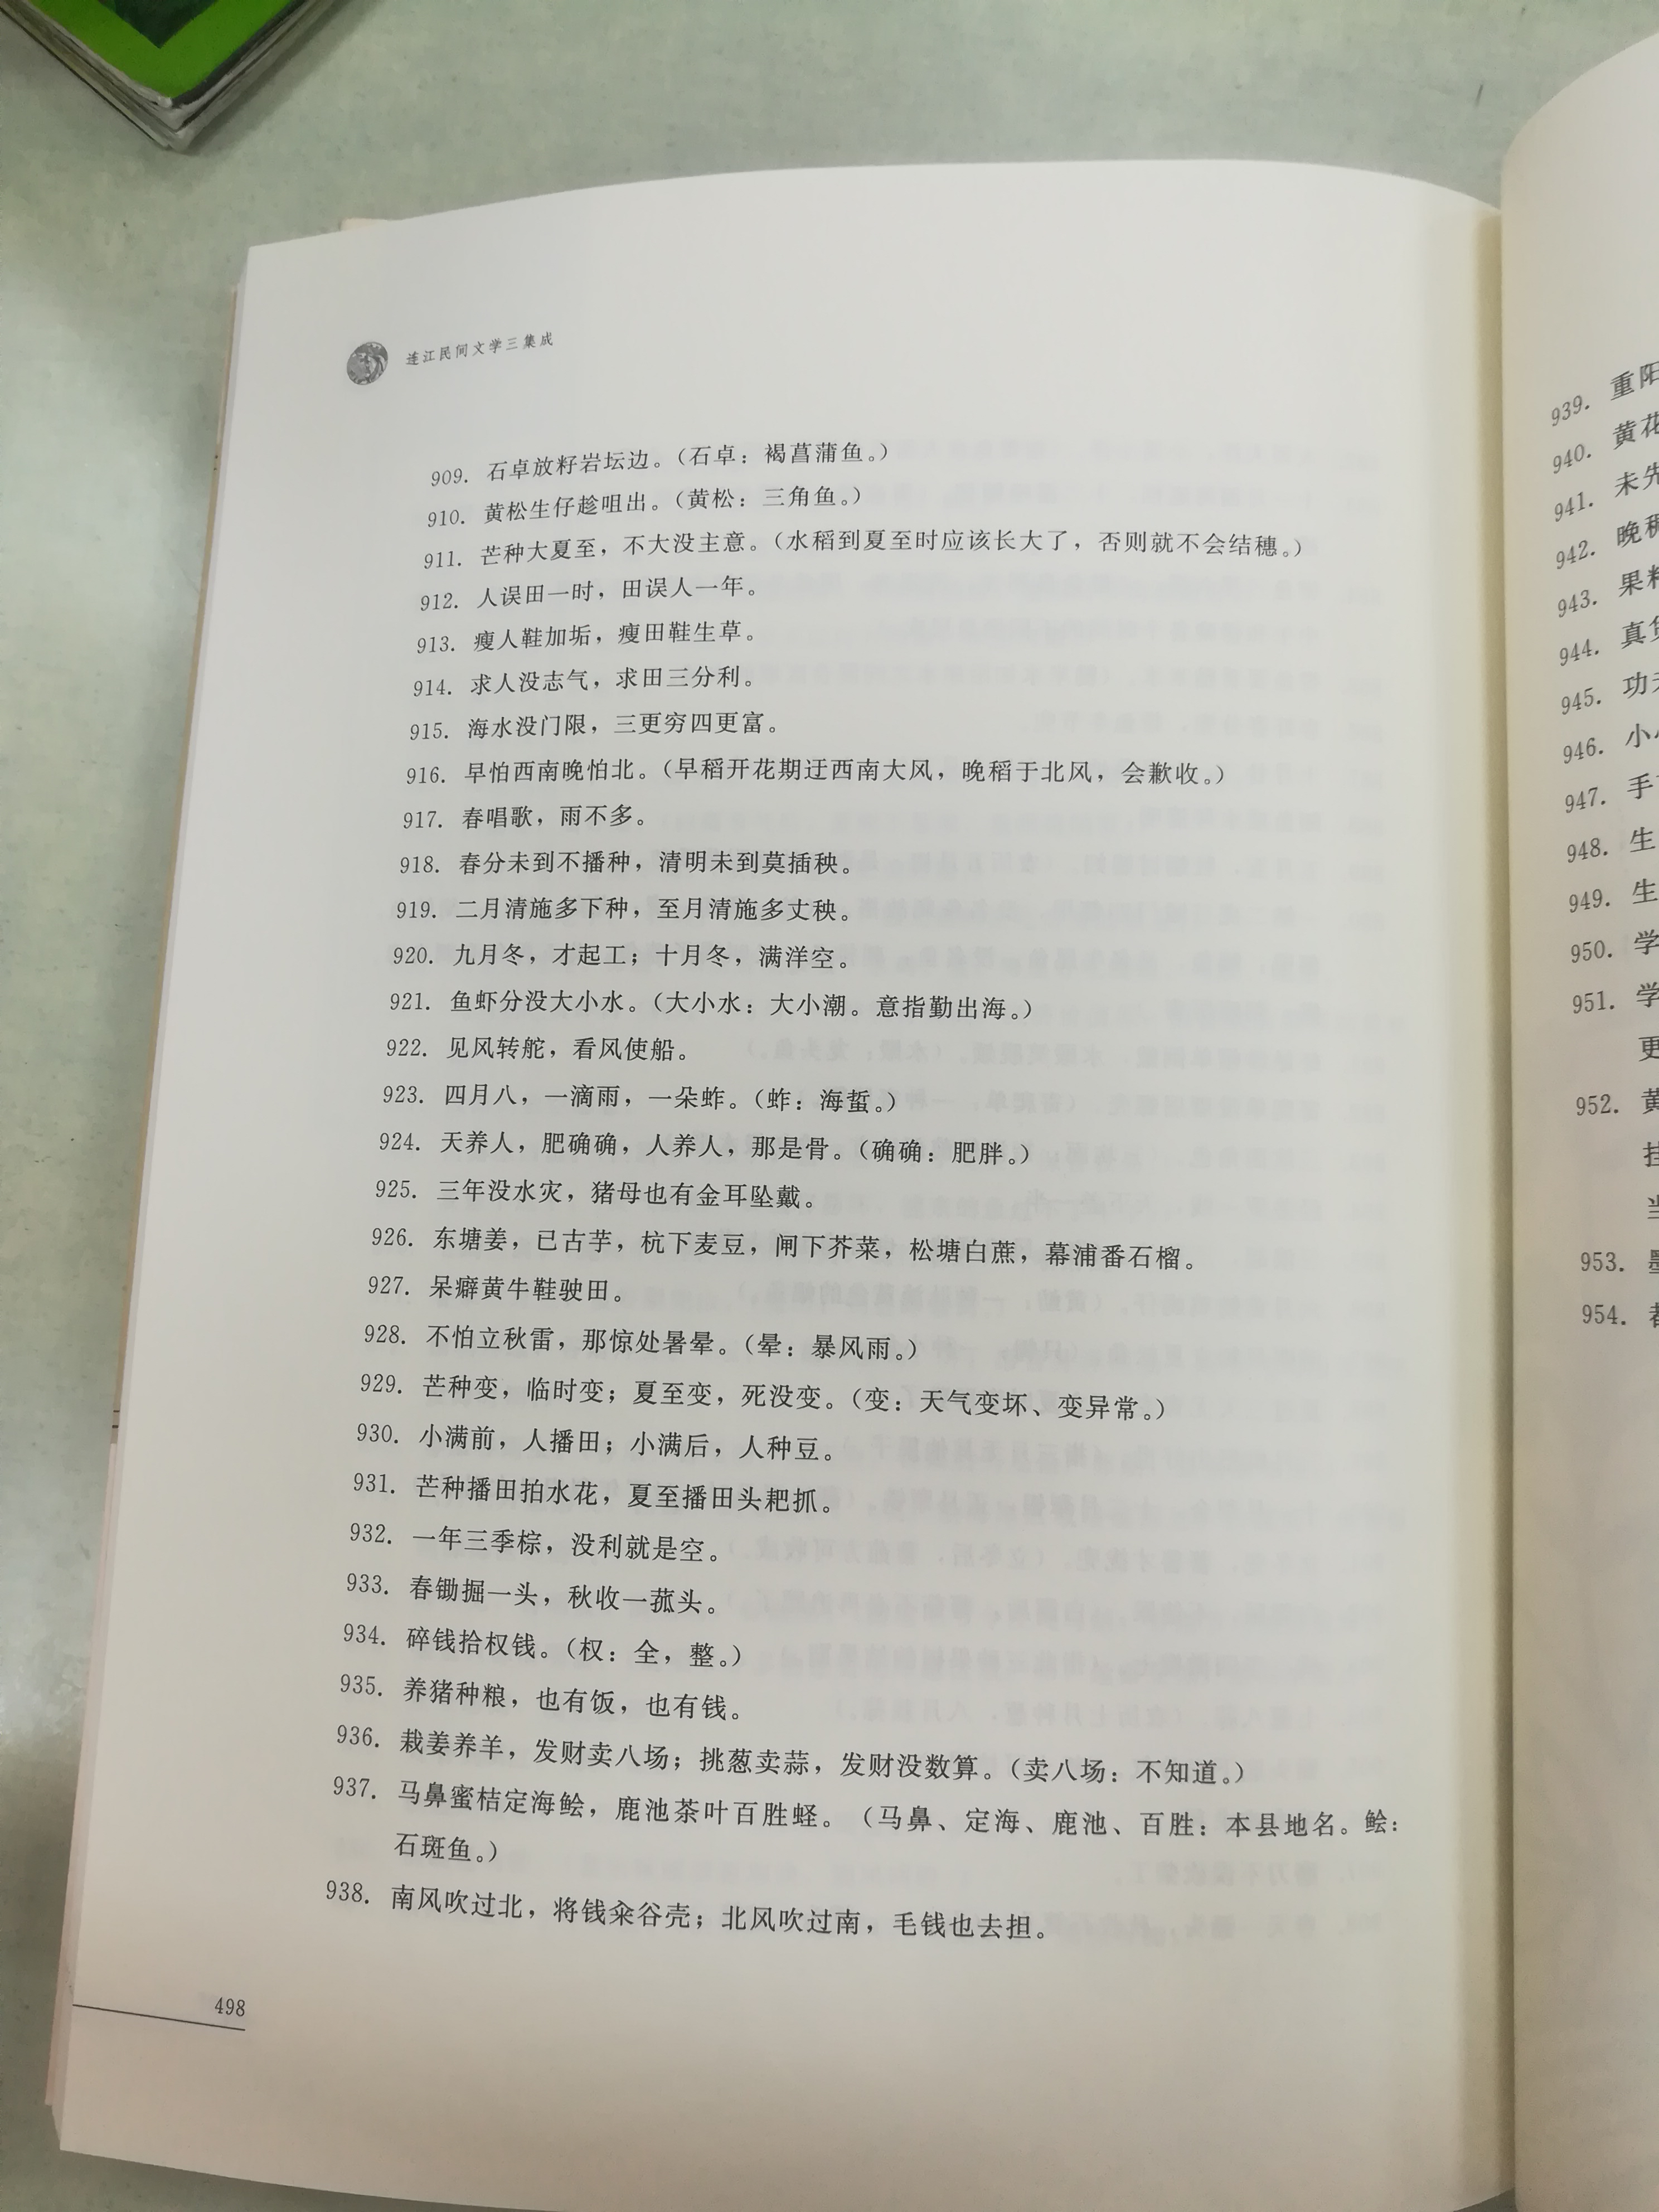 连江民间文学三集成
909. 石卓放籽岩坛边。（石卓：褐菖蒲鱼。）
910. 黄松生仔趁咀出。（黄松：三角鱼。）
911. 芒种大夏至，不大没主意。（水稻到夏至时应该长大了，否则就不会结穗。）
912. 人误田一时，田误人一年。
913. 瘦人鞋加垢，瘦田鞋生草。
914. 求人没志气，求田三分利。
915. 海水没门限，三更穷四更富。
916. 早怕西南晚怕北。（早稻开花期迂西南大风，晚稻于北风，会歉收。）
917. 春唱歌，雨不多。
918. 春分未到不播种，清明未到莫插秧。
919. 二月清施多下种，至月清施多丈秧。
920. 九月冬，才起工；十月冬，满洋空。
921. 鱼虾分没大小水。（大小水：大小潮。意指勤出海。）
922. 见风转舵，看风使船。
923. 四月八，一滴雨，一朵蚱。（蚱：海蜇。）
924. 天养人，肥确确，人养人，那是骨。（确确：肥胖。）
925. 三年没水灾，猪母也有金耳坠戴。
926. 东塘姜，已古芋，杭下麦豆，闸下芥菜，松塘白蔗，幕浦番石榴。
927. 呆癖黄牛鞋驶田。
928. 不怕立秋雷，那惊处暑晕。（晕：暴风雨。）
929. 芒种变，临时变；夏至变，死没变。（变：天气变坏、变异常。）
930. 小满前，人播田；小满后，人种豆。
931. 芒种播田拍水花，夏至播田头耙抓。
932. 一年三季棕，没利就是空。
933. 春锄掘一头，秋收一菰头。
934. 碎钱拾权钱。（权：全，整。）
935. 养猪种粮，也有饭，也有钱。
936. 栽姜养羊，发财卖八场；挑葱卖蒜，发财没数算。（卖八场：不知道。）
937. 马鼻蜜桔定海鲙，鹿池茶叶百胜蛏。（马鼻、定海、鹿池、百胜：本县地名。鲙：
石斑鱼。）
938. 南风吹过北，将钱籴谷壳；北风吹过南，毛钱也去担。
498
939. 重阳
940. 黄花
941. 未先
942. 晚
943. 果
944. 真
945. 功
946. 小
947. 手
948. 生
949. 生
950. 学
951. 学
更
952. 黄
953.
954.